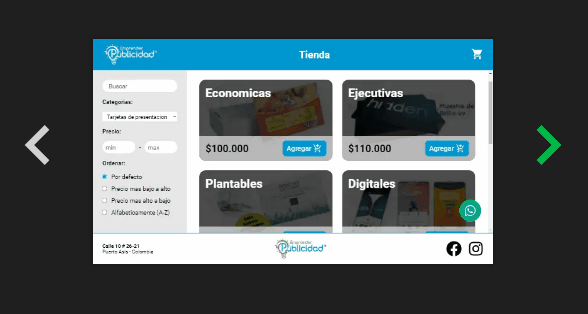 Emprender
Publicidad
Tienda
Buscar
Categorias:
Tarjetas de presentacion
Precio:
min - max
Ordenar:
Por defecto
Precio mas bajo a alto
Precio mas alto a bajo
Alfabeticamente (A-Z)
Economicas
$100.000
Agregar
Ejecutivas
$110.000
Agregar
Plantables
Digitales
Calle 10 # 26-21
Puerto Asis - Colombia
Emprender
Publicidad